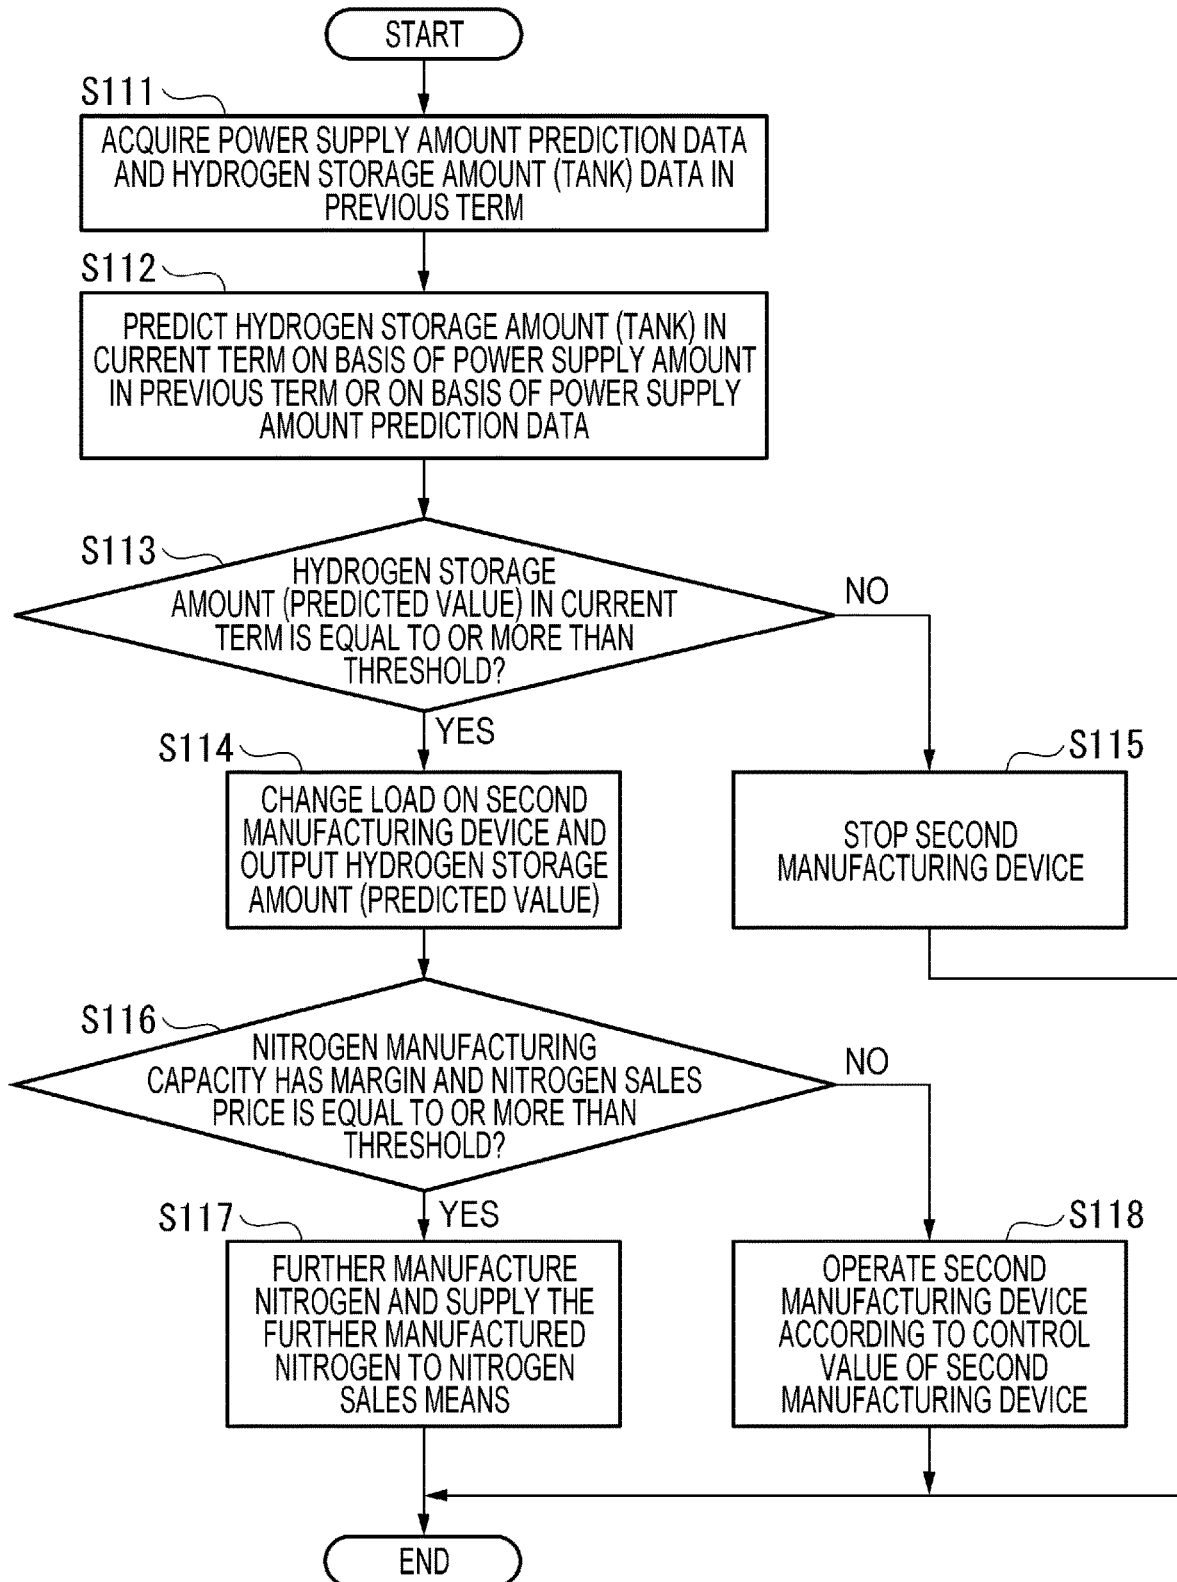 START
S111
ACQUIRE POWER SUPPLY AMOUNT PREDICTION DATA
AND HYDROGEN STORAGE AMOUNT (TANK) DATA IN
PREVIOUS TERM
S112
PREDICT HYDROGEN STORAGE AMOUNT (TANK) IN
CURRENT TERM ON BASIS OF POWER SUPPLY AMOUNT
IN PREVIOUS TERM OR ON BASIS OF POWER SUPPLY
AMOUNT PREDICTION DATA
S113
HYDROGEN STORAGE
AMOUNT (PREDICTED VALUE) IN CURRENT
TERM IS EQUAL TO OR MORE THAN
THRESHOLD?
NO
YES
S114
CHANGE LOAD ON SECOND
MANUFACTURING DEVICE AND
OUTPUT HYDROGEN STORAGE
AMOUNT (PREDICTED VALUE)
S115
STOP SECOND
MANUFACTURING DEVICE
S116
NITROGEN MANUFACTURING
CAPACITY HAS MARGIN AND NITROGEN SALES
PRICE IS EQUAL TO OR MORE THAN
THRESHOLD?
NO
YES
S117
FURTHER MANUFACTURE
NITROGEN AND SUPPLY THE
FURTHER MANUFACTURED
NITROGEN TO NITROGEN
SALES MEANS
S118
OPERATE SECOND
MANUFACTURING DEVICE
ACCORDING TO CONTROL
VALUE OF SECOND
MANUFACTURING DEVICE
END